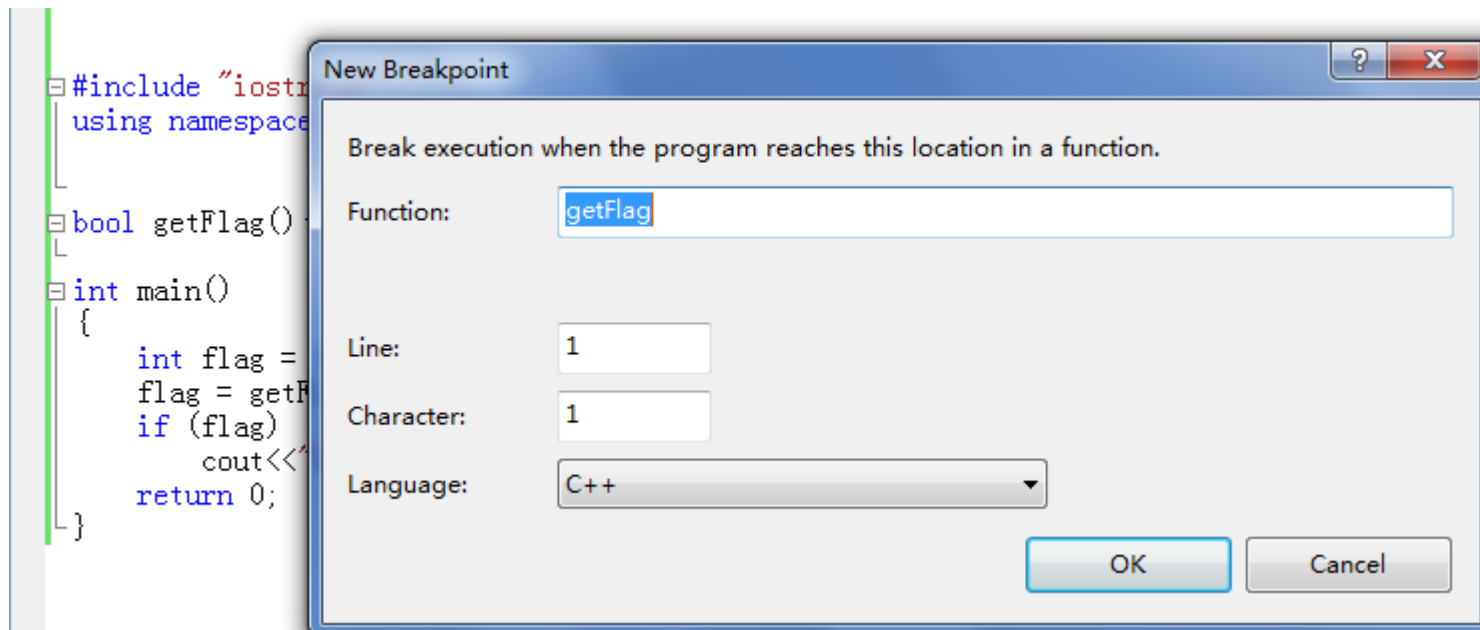 #include "iostr
using namespace
bool getFlag()
int main()
{
int flag =
flag = getF
if (flag)
cout<<"
return 0;
}
New Breakpoint
Break execution when the program reaches this location in a function.
Function: getFlag
Line: 1
Character: 1
Language: C++
OK Cancel